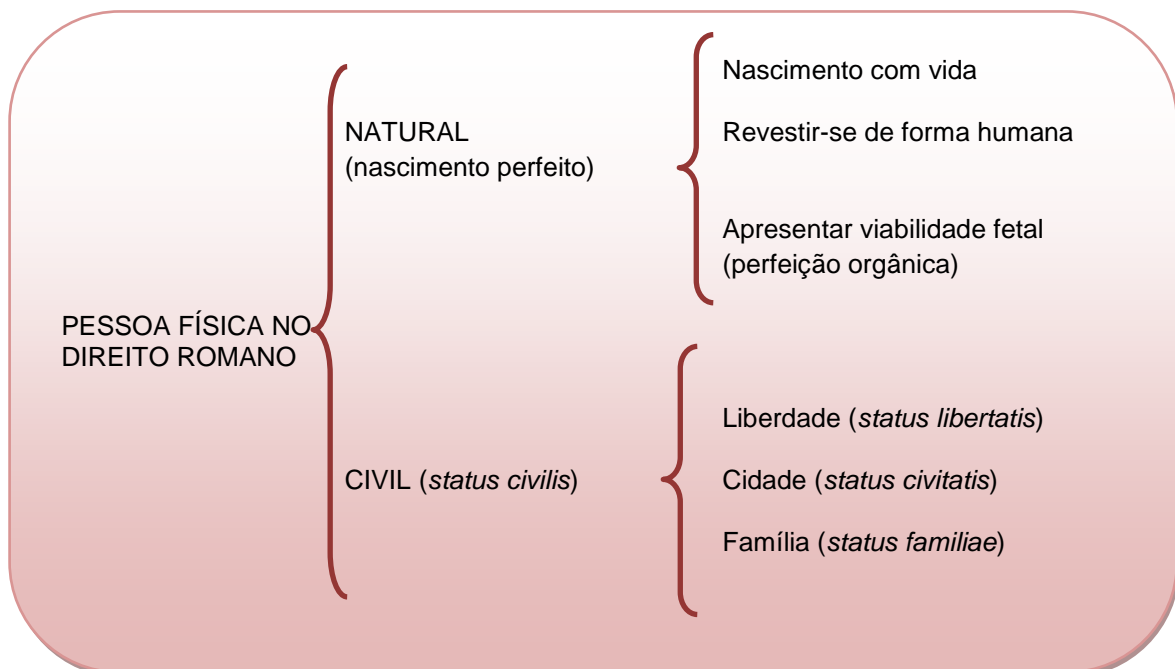 PESSOA FÍSICA NO
DIREITO ROMANO
NATURAL
(nascimento perfeito)
Nascimento com vida
Revestir-se de forma humana
Apresentar viabilidade fetal
(perfeição orgânica)
CIVIL (status civilis)
Liberdade (status libertatis)
Cidade (status civitatis)
Família (status familiae)